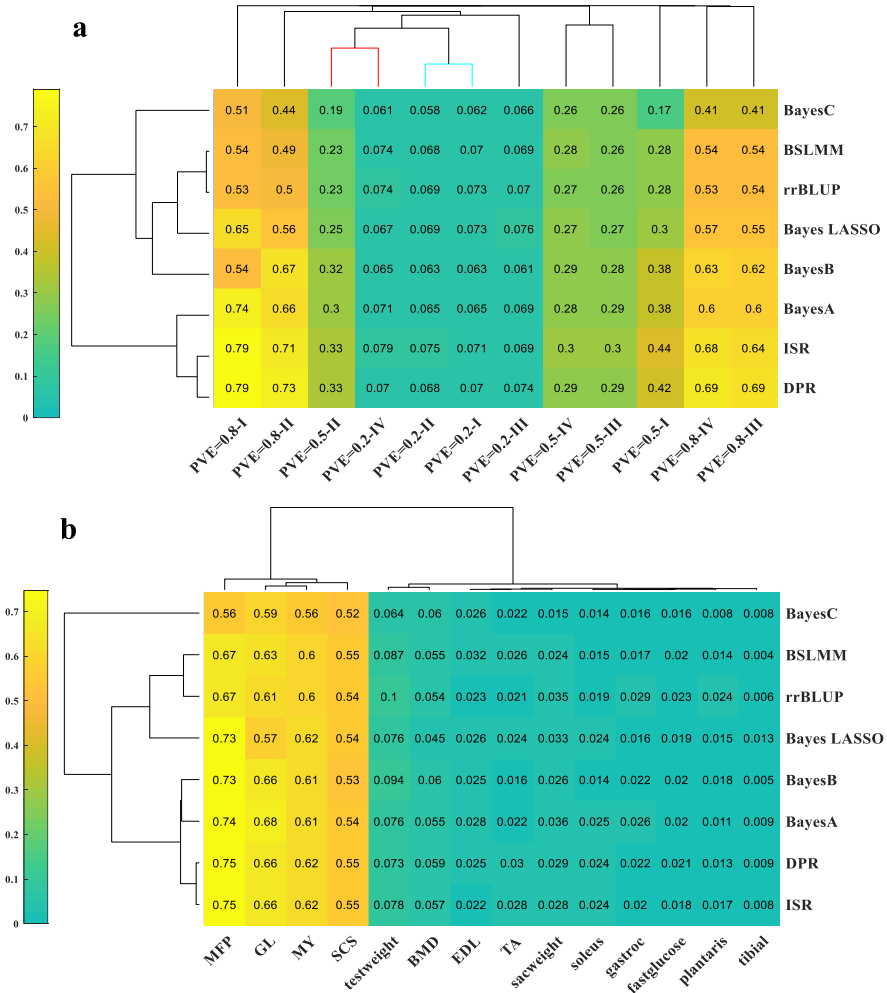 a
0.7
0.6
0.5
0.4
0.3
0.2
0.1
0
0.51 0.44 0.19 0.061 0.058 0.062 0.066 0.26 0.26 0.17 0.41 0.41 BayesC
0.54 0.49 0.23 0.074 0.068 0.07 0.069 0.28 0.26 0.28 0.54 0.54 BSLMM
0.53 0.5 0.23 0.074 0.069 0.073 0.07 0.27 0.26 0.28 0.53 0.54 rrBLUP
0.65 0.56 0.25 0.067 0.069 0.073 0.076 0.27 0.27 0.3 0.57 0.55 Bayes LASSO
0.54 0.67 0.32 0.065 0.063 0.063 0.061 0.29 0.28 0.38 0.63 0.62 BayesB
0.74 0.66 0.3 0.071 0.065 0.065 0.069 0.28 0.29 0.38 0.6 0.6 BayesA
0.79 0.71 0.33 0.079 0.075 0.071 0.069 0.3 0.3 0.44 0.68 0.64 ISR
0.79 0.73 0.33 0.07 0.068 0.07 0.074 0.29 0.29 0.42 0.69 0.69 DPR
PVE=0.8-I PVE=0.8-II PVE=0.5-II PVE=0.2-IV PVE=0.2-II PVE=0.2-I PVE=0.2-III PVE=0.5-IV PVE=0.5-III PVE=0.5-I PVE=0.8-IV PVE=0.8-III
b
0.7
0.6
0.5
0.4
0.3
0.2
0.1
0
0.56 0.59 0.56 0.52 0.064 0.06 0.026 0.022 0.015 0.014 0.016 0.016 0.008 0.008 BayesC
0.67 0.63 0.6 0.55 0.087 0.055 0.032 0.026 0.024 0.015 0.017 0.02 0.014 0.004 BSLMM
0.67 0.61 0.6 0.54 0.1 0.054 0.023 0.021 0.035 0.019 0.029 0.023 0.024 0.006 rrBLUP
0.73 0.57 0.62 0.54 0.076 0.045 0.026 0.024 0.033 0.024 0.016 0.019 0.015 0.013 Bayes LASSO
0.73 0.66 0.61 0.53 0.094 0.06 0.025 0.016 0.026 0.014 0.022 0.02 0.018 0.005 BayesB
0.74 0.68 0.61 0.54 0.076 0.055 0.028 0.022 0.036 0.025 0.026 0.02 0.011 0.009 BayesA
0.75 0.66 0.62 0.55 0.073 0.059 0.025 0.03 0.029 0.024 0.022 0.021 0.013 0.009 DPR
0.75 0.66 0.62 0.55 0.078 0.057 0.022 0.028 0.028 0.024 0.02 0.018 0.017 0.008 ISR
MFP GL MY SCS testweight BMD EDL TA sacweight soleus gastroc fastglucose plantaris tibial